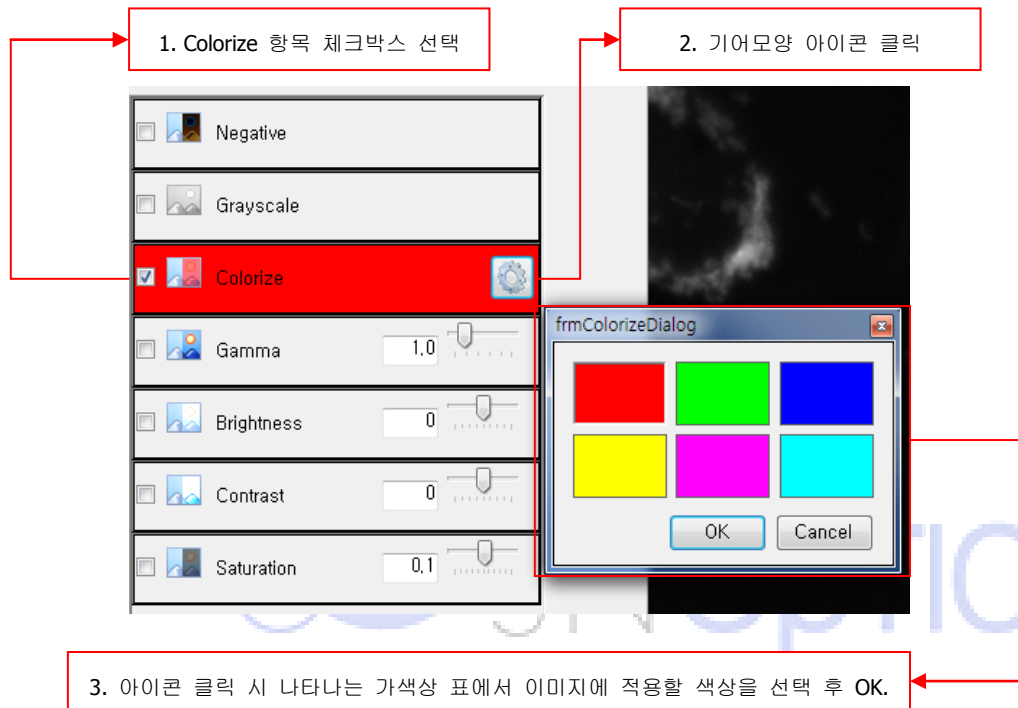 1. Colorize 항목 체크박스 선택
2. 기어모양 아이콘 클릭
Negative
Grayscale
Colorize
Gamma 1,0
Brightness 0
Contrast 0
Saturation 0,1
frmColorizeDialog
OK Cancel
3. 아이콘 클릭 시 나타나는 가색상 표에서 이미지에 적용할 색상을 선택 후 OK.